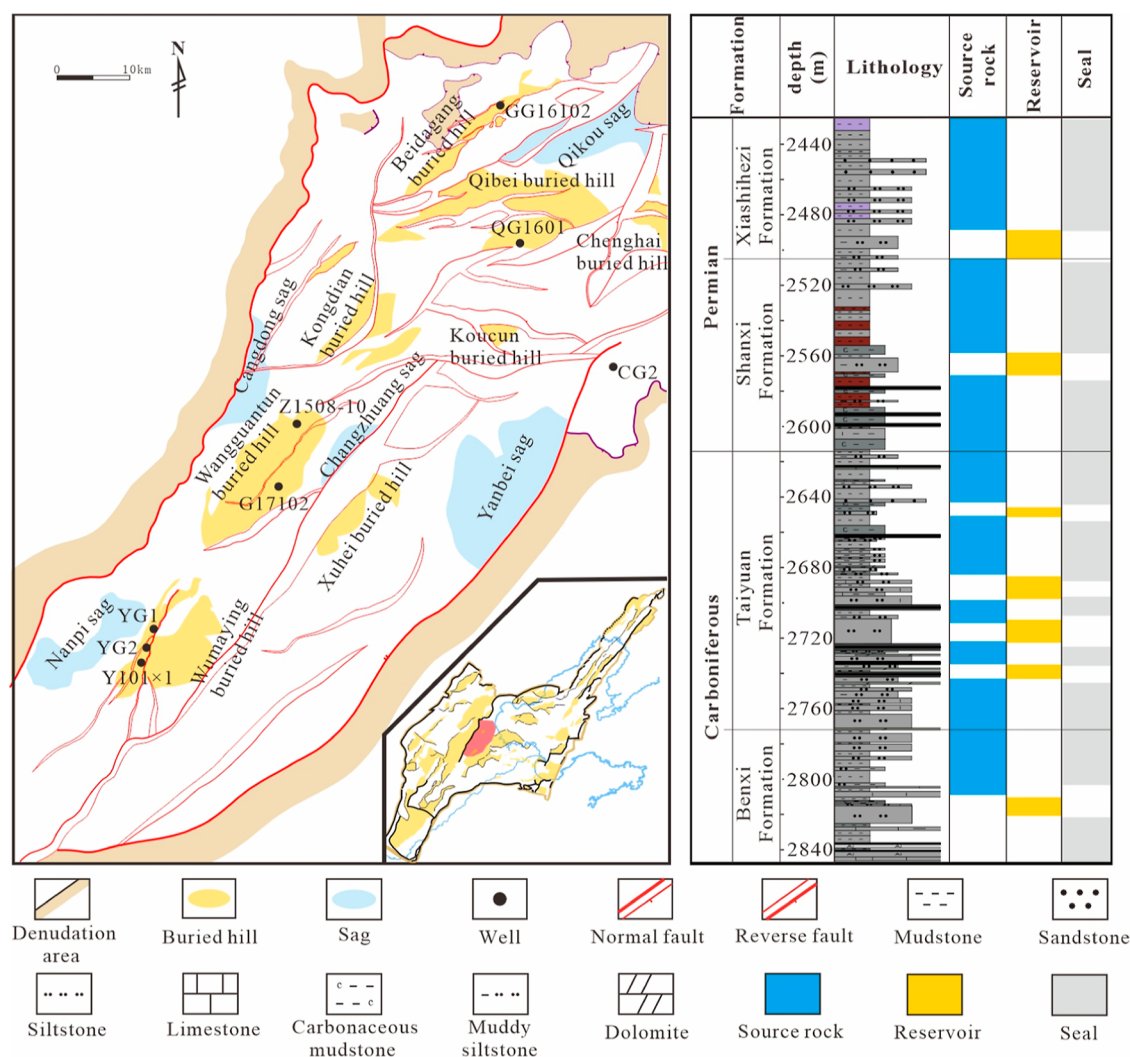 N
0 10km
Beidagang
buried hill
GG16102
Qikou sag
Qibei buried hill
QG1601
Chenghai
buried hill
Cangdong sag
Kongdian
buried hill
Koucun
buried hill
CG2
Z1508-10
Wangguantun
buried hill
Changzhuang sag
G17102
Xuhei buried hill
Yanbei sag
Nanpi sag
YG1
YG2
Y101×1
Wumaying
buried hill
Formation
depth
(m)
Lithology
Source
rock
Reservoir
Seal
Permian
Xiashihezi
Formation
Shanxi
Formation
Carboniferous
Taiyuan
Formation
Benxi
Formation
2440
2480
2520
2560
2600
2640
2680
2720
2760
2800
2840
Denudation
area
Buried hill
Sag
Well
Normal fault
Reverse fault
Mudstone
Sandstone
Siltstone
Limestone
c
c
Carbonaceous
mudstone
Muddy
siltstone
Dolomite
Source rock
Reservoir
Seal